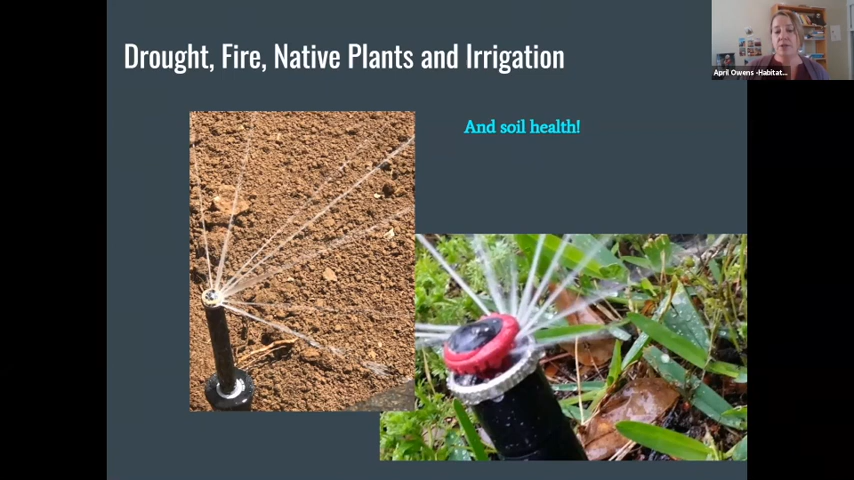 Drought, Fire, Native Plants and Irrigation
And soil health!
April Owens -Habitat...